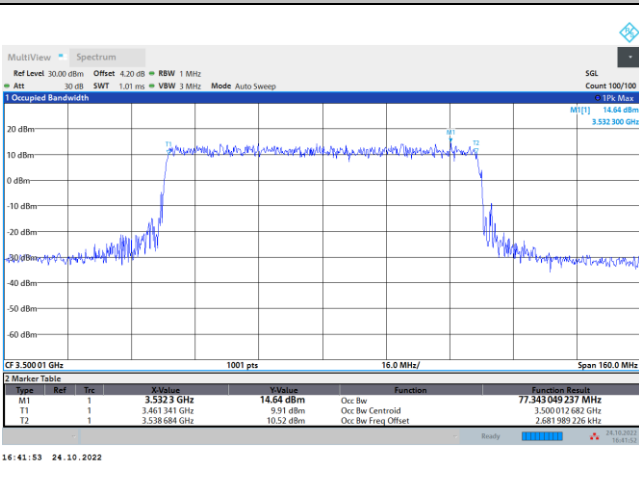 MultiView Spectrum
Ref Level 30.00 dBm Offset 4.20 dB RBW 1 MHz SGL
Att 30 dB SWT 1.01 ms VBW 3 MHz Mode Auto Sweep Count 100/100
1 Occupied Bandwidth 1Pk Max
M1[1] 14.64 dBm
3.532 300 GHz
M1
T1 T2
20 dBm
10 dBm
0 dBm
-10 dBm
-20 dBm
-30 dBm
-40 dBm
-50 dBm
-60 dBm
CF 3.500 01 GHz 1001 pts 16.0 MHz/ Span 160.0 MHz
2 Marker Table
Type Ref Trc X-Value Y-Value Function Function Result
M1 1 3.532 3 GHz 14.64 dBm Occ Bw 77.343 049 237 MHz
T1 1 3.461 341 GHz 9.91 dBm Occ Bw Centroid 3.500 012 682 GHz
T2 1 3.538 684 GHz 10.52 dBm Occ Bw Freq Offset 2.681 989 226 kHz
Ready 24.10.2022
16:41:52
16:41:53 24.10.2022